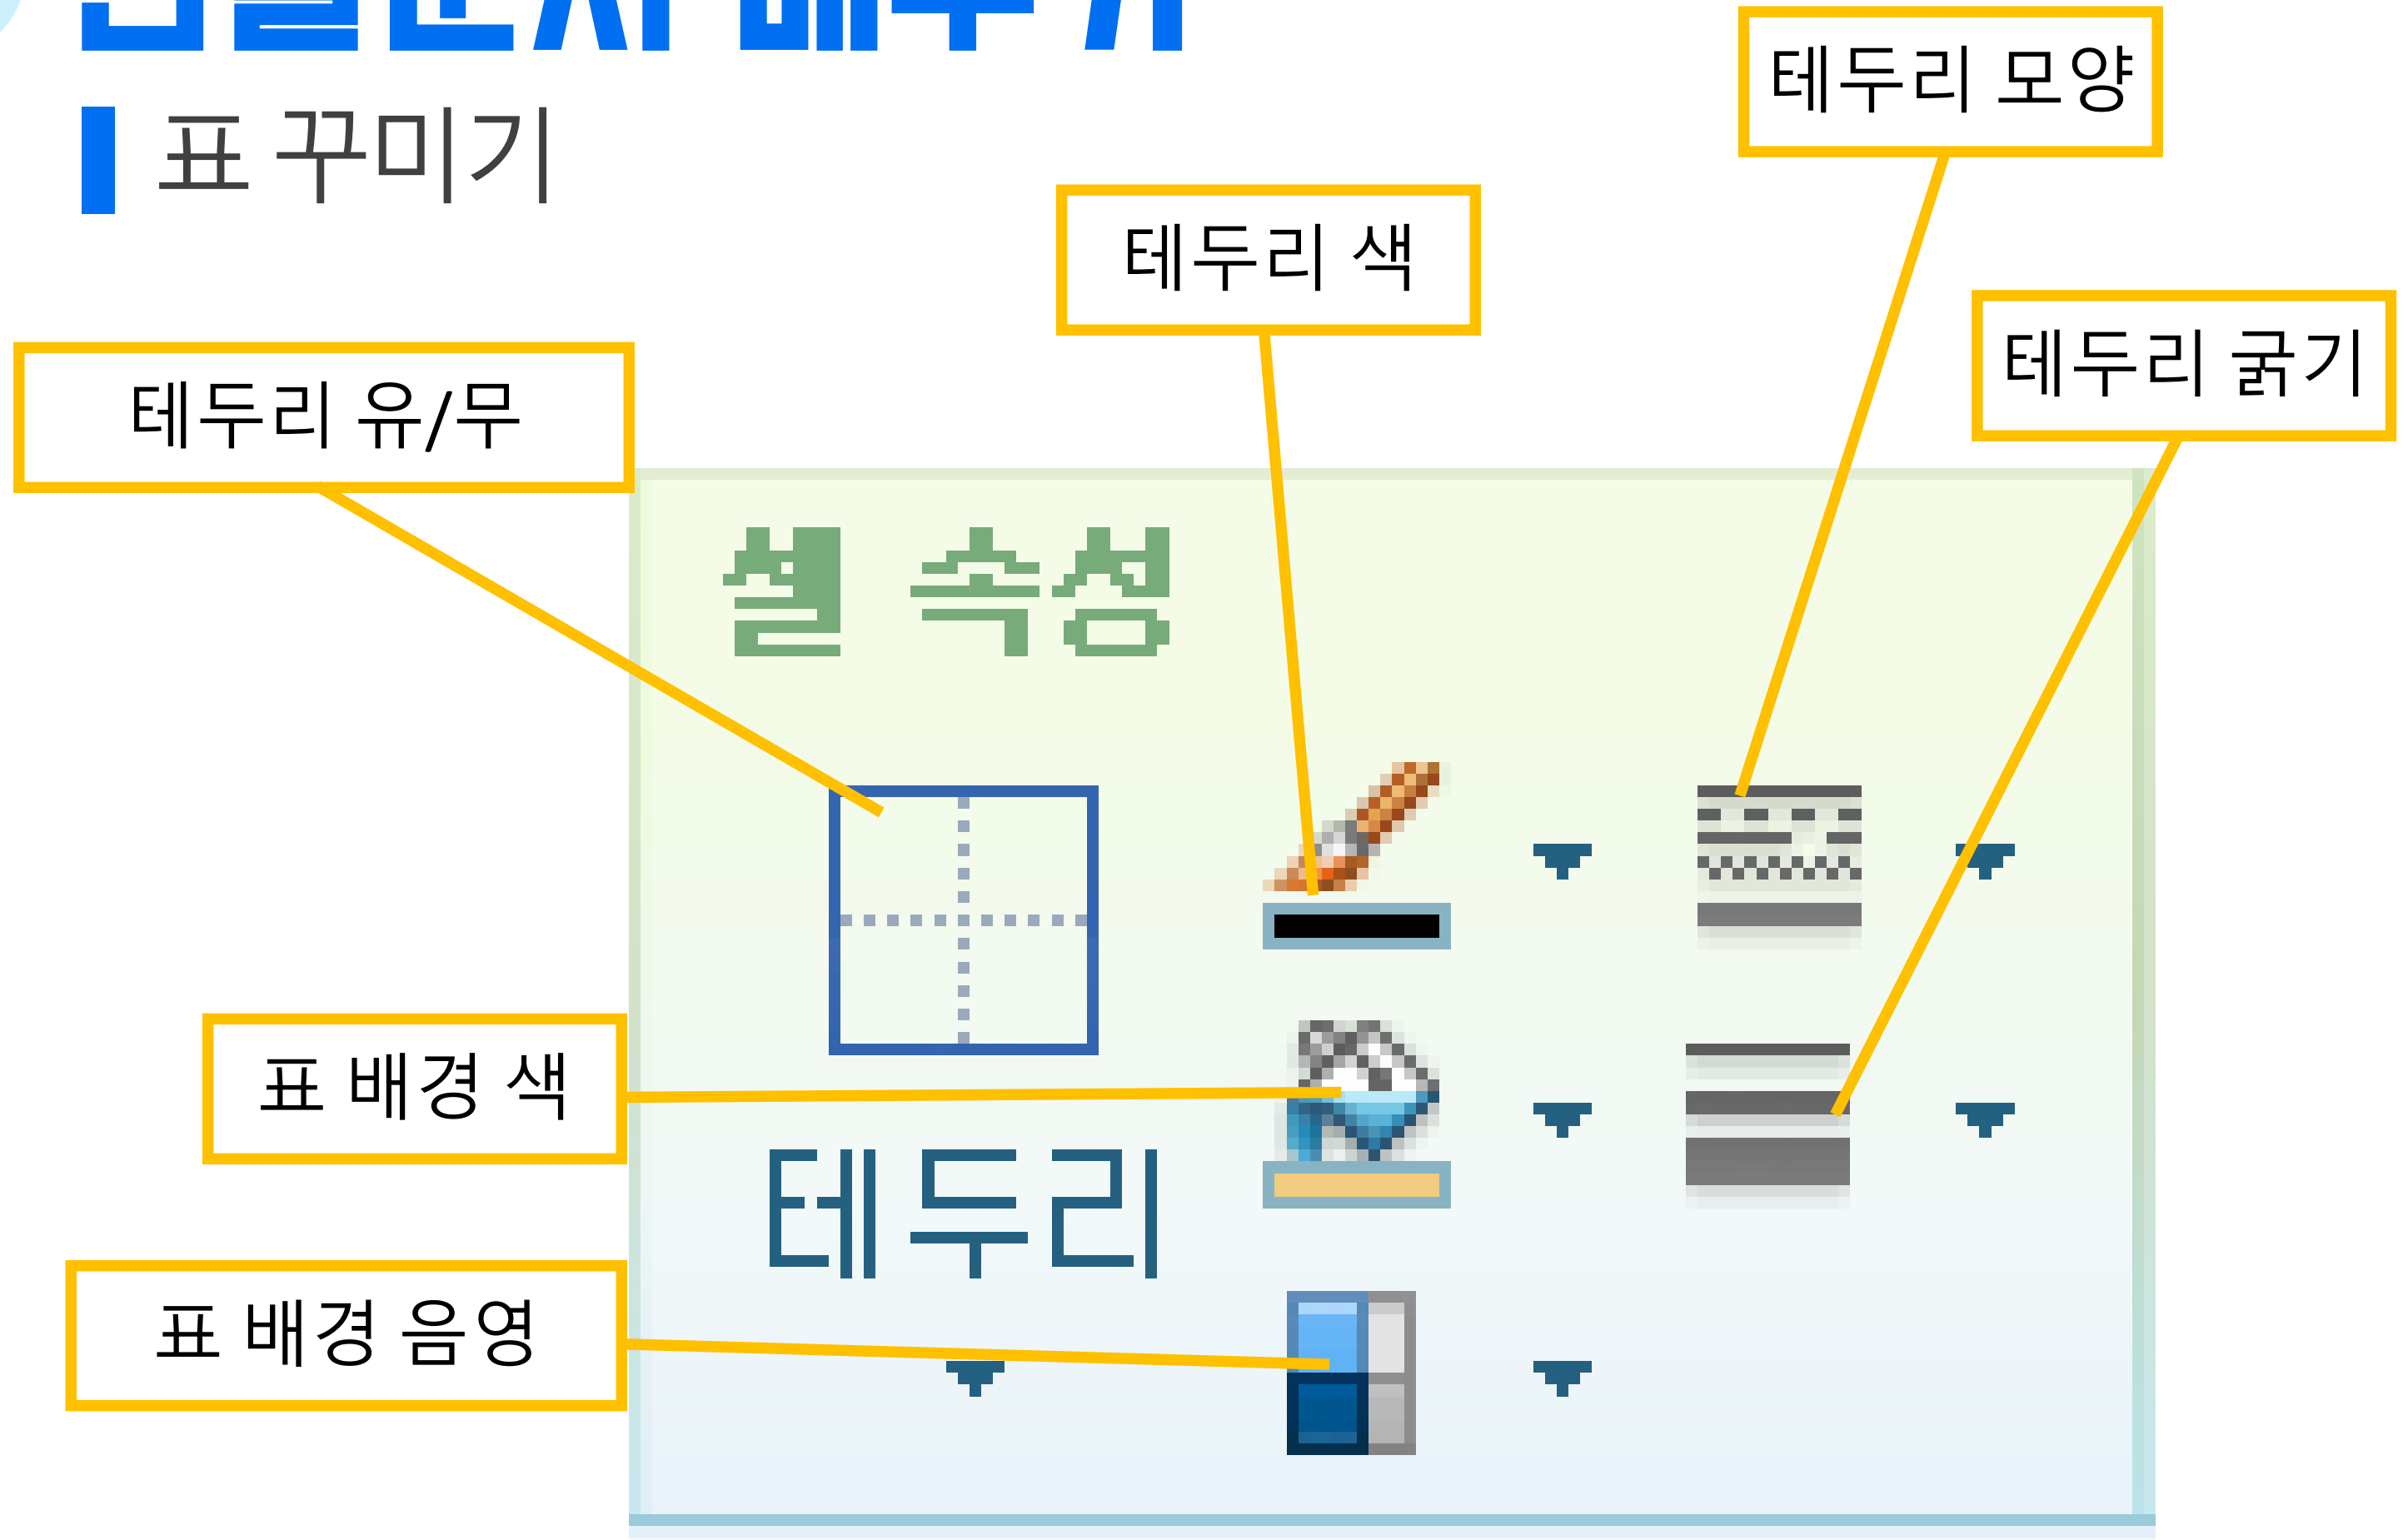 표 꾸미기
테두리 모양
테두리 색
테두리 굵기
테두리 유/무
셀 속성
표 배경 색
테두리
표 배경 음영